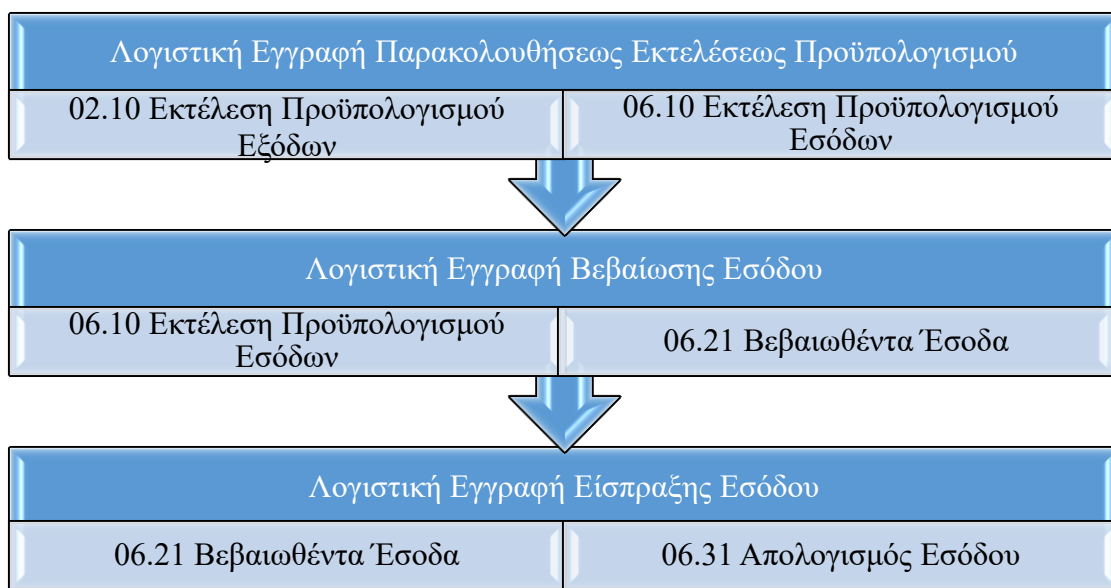 Λογιστική Εγγραφή Παρακολουθήσεως Εκτελέσεως Προϋπολογισμού
02.10 Εκτέλεση Προϋπολογισμού
Εξόδων
06.10 Εκτέλεση Προϋπολογισμού
Εσόδων
Λογιστική Εγγραφή Βεβαίωσης Εσόδου
06.10 Εκτέλεση Προϋπολογισμού
Εσόδων
06.21 Βεβαιωθέντα Έσοδα
Λογιστική Εγγραφή Είσπραξης Εσόδου
06.21 Βεβαιωθέντα Έσοδα
06.31 Απολογισμός Εσόδου